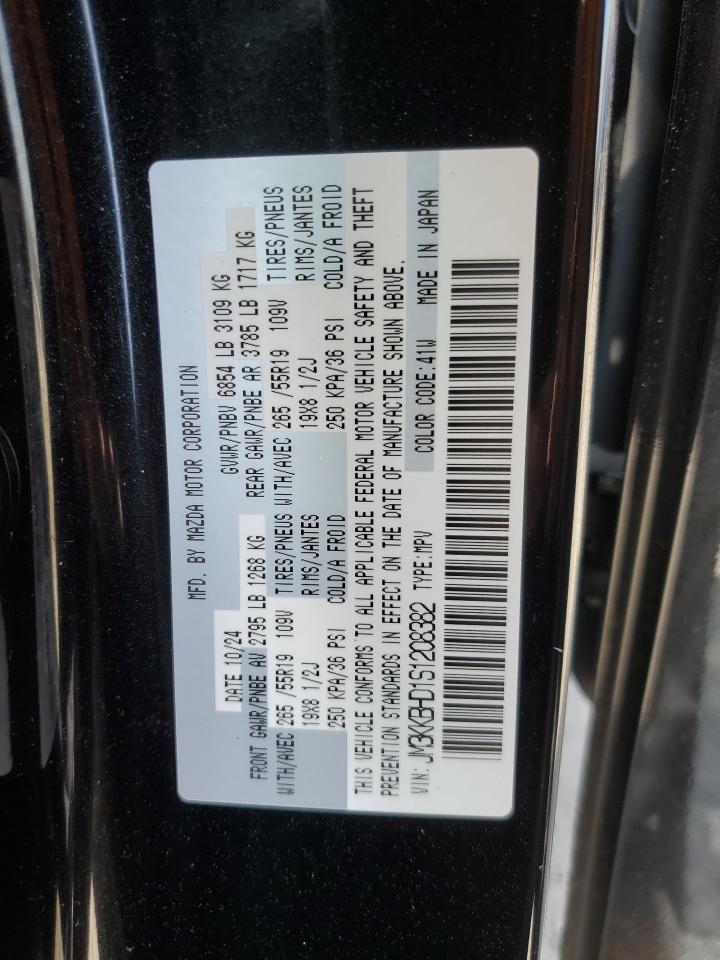 MFD. BY MAZDA MOTOR CORPORATION
DATE 10/24 GVWR/PNBV 6854 LB 3109 KG
FRONT GAWR/PNBE AV 2795 LB 1268 KG REAR GAWR/PNBE AR 3785 LB 1717 KG
WITH/AVEC 265 /55R19 109V TIRES/PNEUS WITH/AVEC 265 /55R19 109V TIRES/PNEUS
19X8 1/2J RIMS/JANTES 19X8 1/2J RIMS/JANTES
250 KPA/36 PSI COLD/A FROID 250 KPA/36 PSI COLD/A FROID
THIS VEHICLE CONFORMS TO ALL APPLICABLE FEDERAL MOTOR VEHICLE SAFETY AND THEFT
PREVENTION STANDARDS IN EFFECT ON THE DATE OF MANUFACTURE SHOWN ABOVE.
VIN: JM3KKBHD1S1208382 TYPE:MPV COLOR CODE:41W MADE IN JAPAN